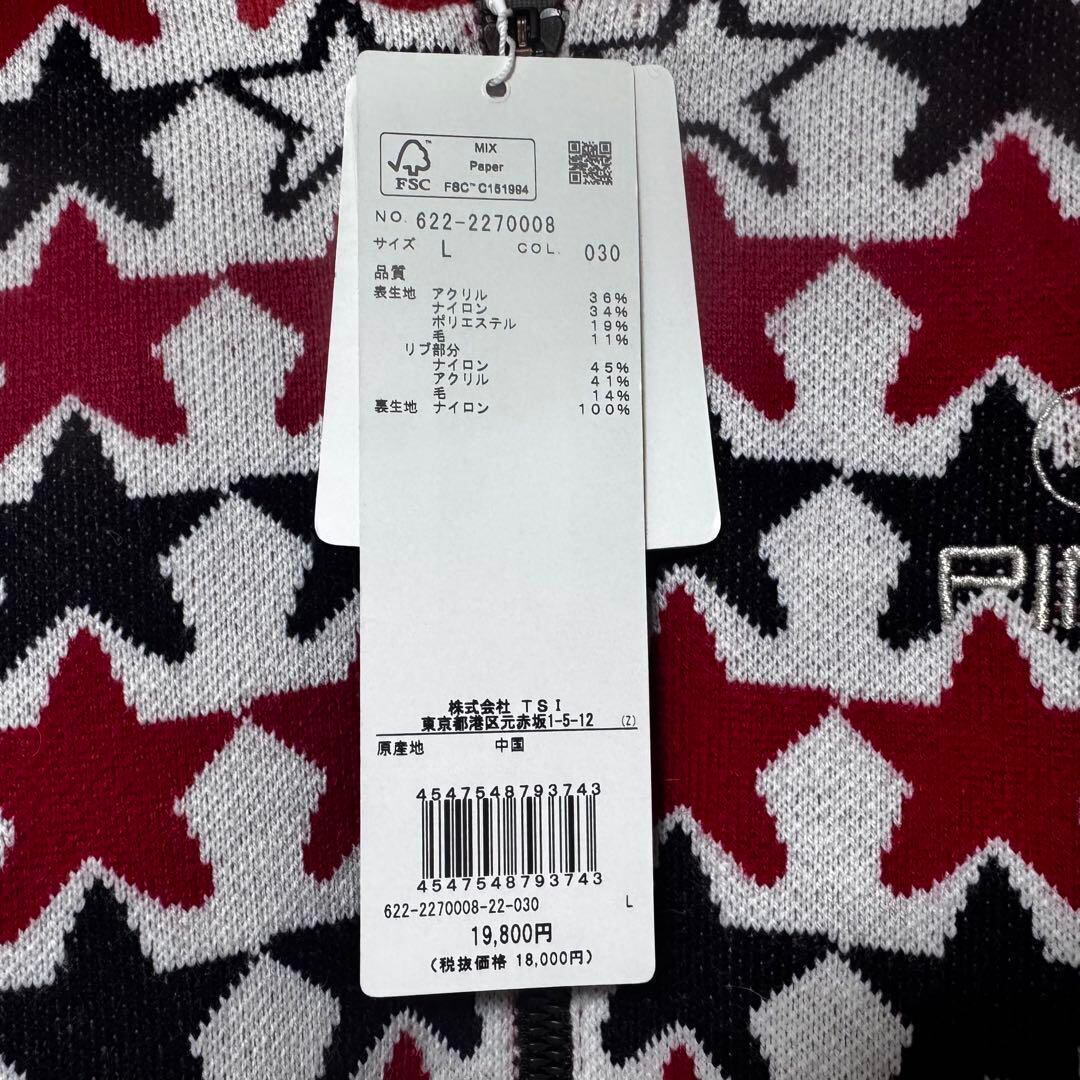 MIX
Paper
FSC™ C151994
FSC
NO. 622-2270008
サイズ L COL. 030
品質
表生地 アクリル 36%
ナイロン 34%
ポリエステル 19%
毛 11%
リブ部分
ナイロン 45%
アクリル 41%
毛 14%
裏生地 ナイロン 100%
株式会社 TSI
東京都港区元赤坂1-5-12 (Z)
原産地 中国
4547548793743
4547548793743
622-2270008-22-030 L
19,800円
(税抜価格 18,000円)